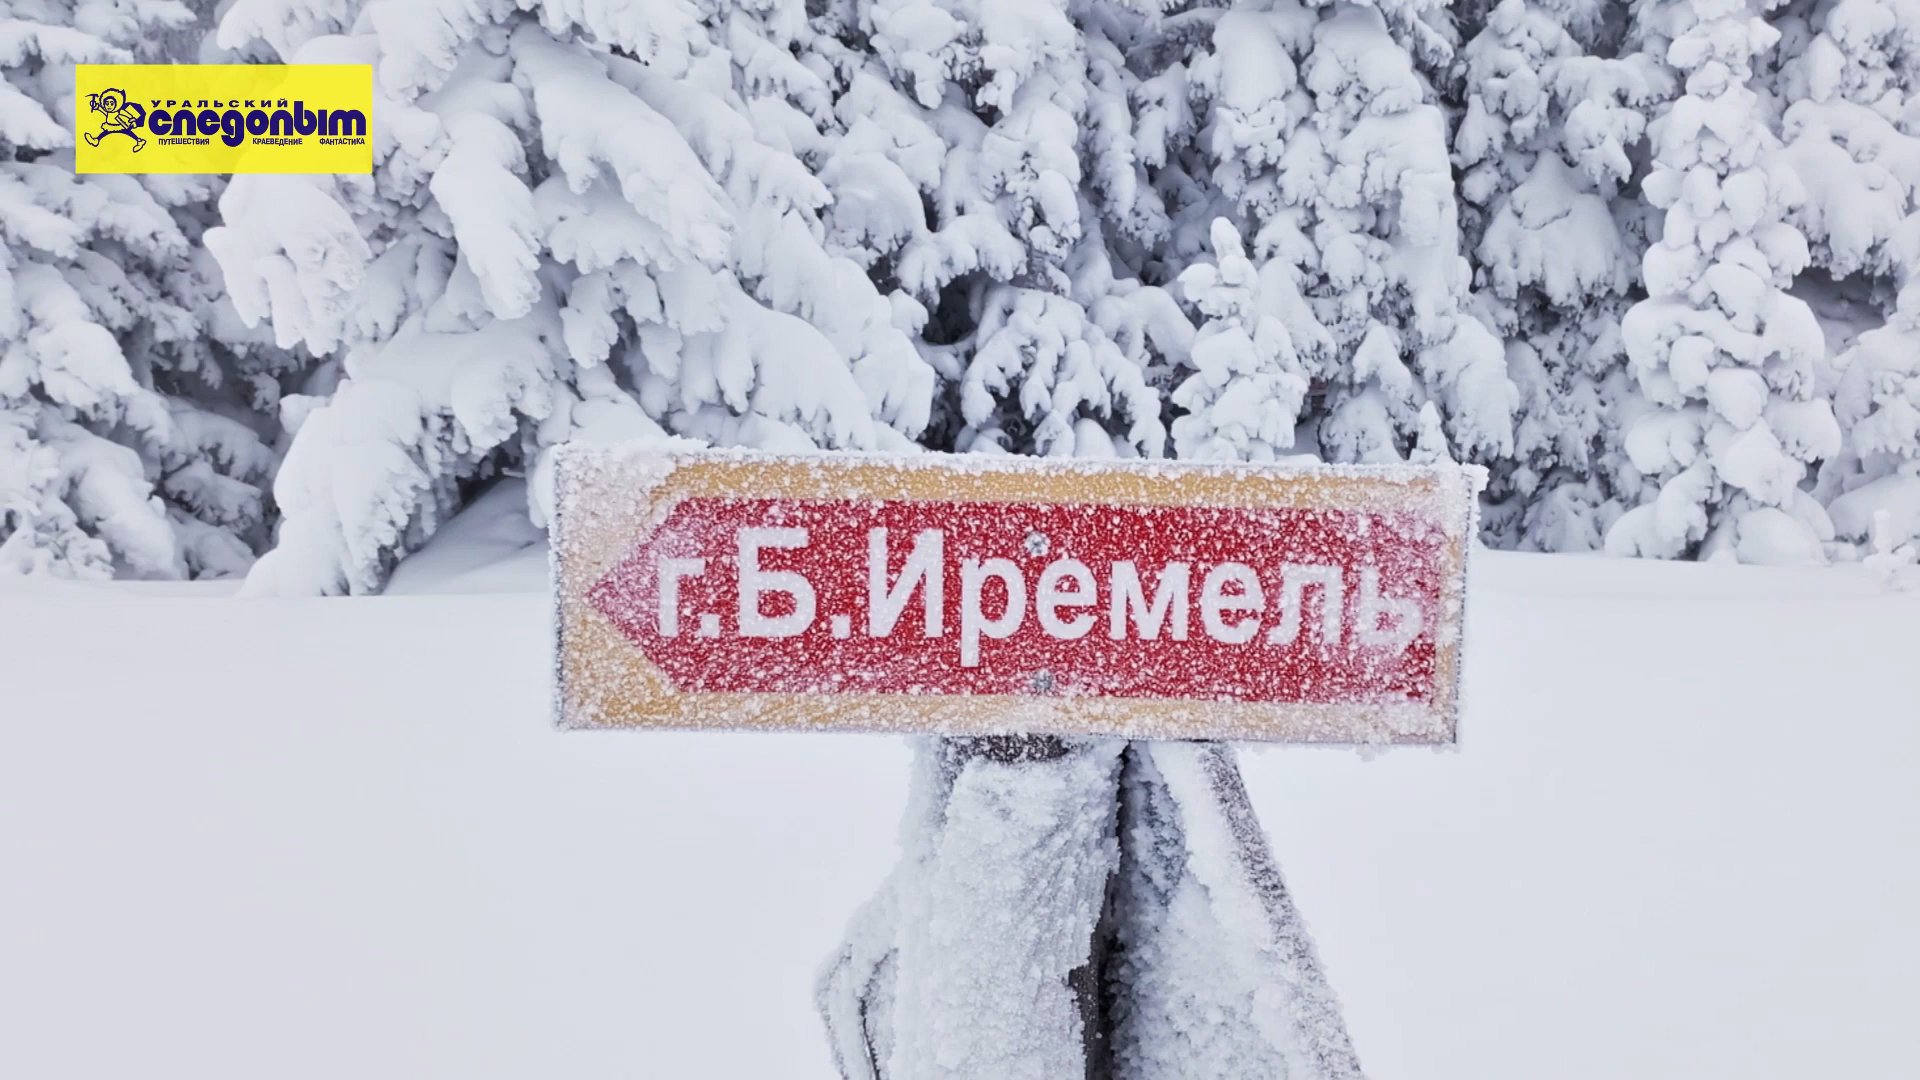 УРАЛЬСКИЙ
следопыт
ПУТЕШЕСТВИЯ КРАЕВЕДЕНИЕ ФАНТАСТИКА
г.Б.Иремель